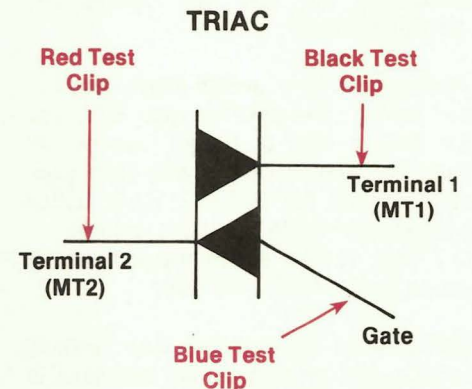 TRIAC
Red Test
Clip
Black Test
Clip
Terminal 1
(MT1)
Terminal 2
(MT2)
Gate
Blue Test
Clip